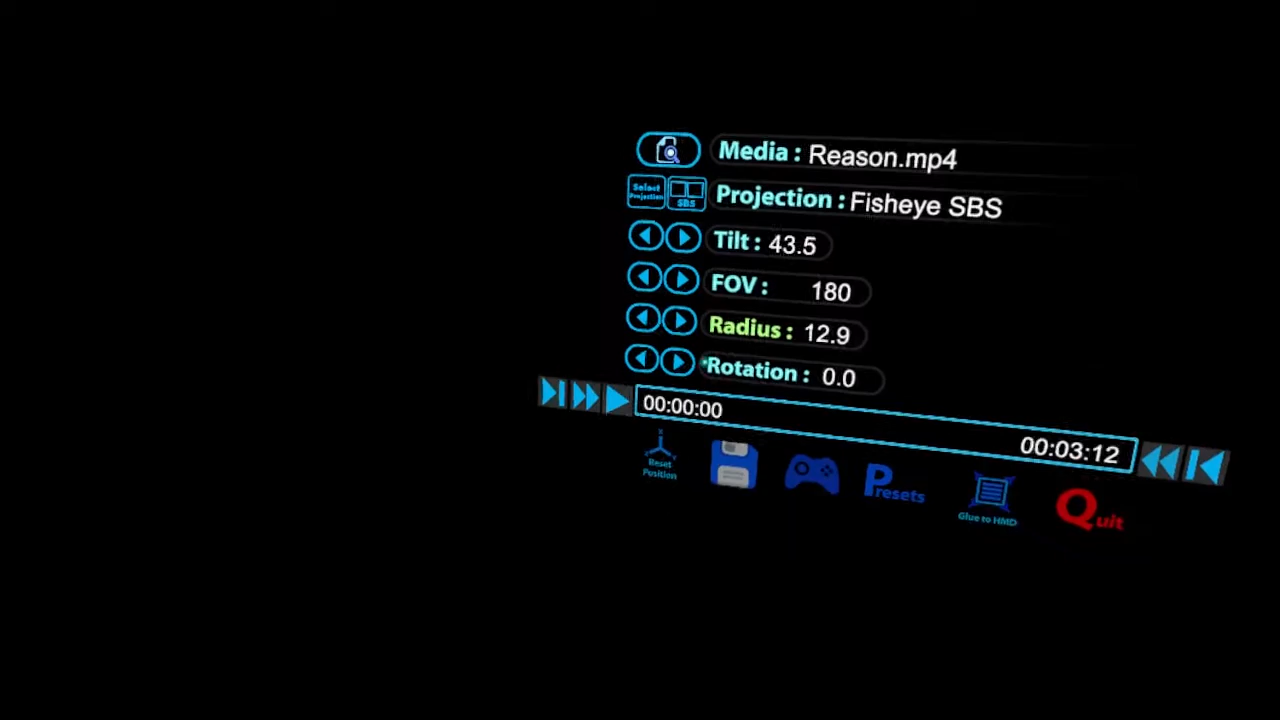 Media : Reason.mp4
Select Projection
SBS
Projection : Fisheye SBS
Tilt : 43.5
FOV : 180
Radius : 12.9
Rotation : 0.0
00:00:00
00:03:12
Reset Position
Presets
Glue to HMD
Quit